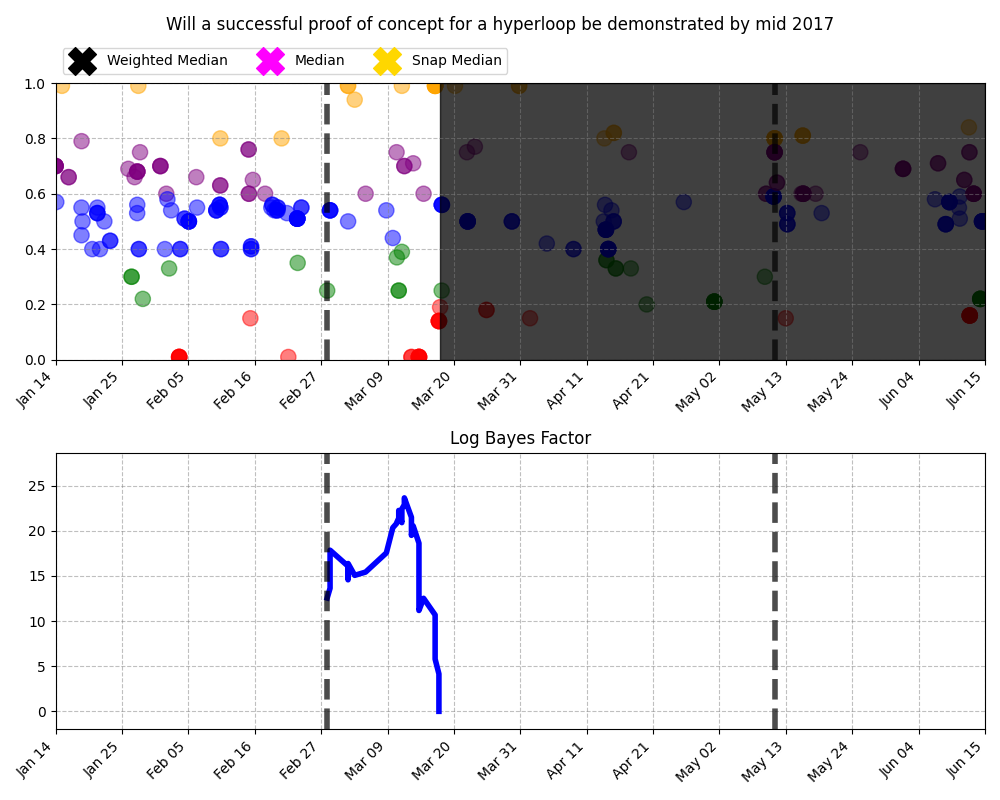 Will a successful proof of concept for a hyperloop be demonstrated by mid 2017
Weighted Median Median Snap Median
1.0
0.8
0.6
0.4
0.2
0.0
Jan 14 Jan 25 Feb 05 Feb 16 Feb 27 Mar 09 Mar 20 Mar 31 Apr 11 Apr 21 May 02 May 13 May 24 Jun 04 Jun 15
Log Bayes Factor
25
20
15
10
5
0
Jan 14 Jan 25 Feb 05 Feb 16 Feb 27 Mar 09 Mar 20 Mar 31 Apr 11 Apr 21 May 02 May 13 May 24 Jun 04 Jun 15